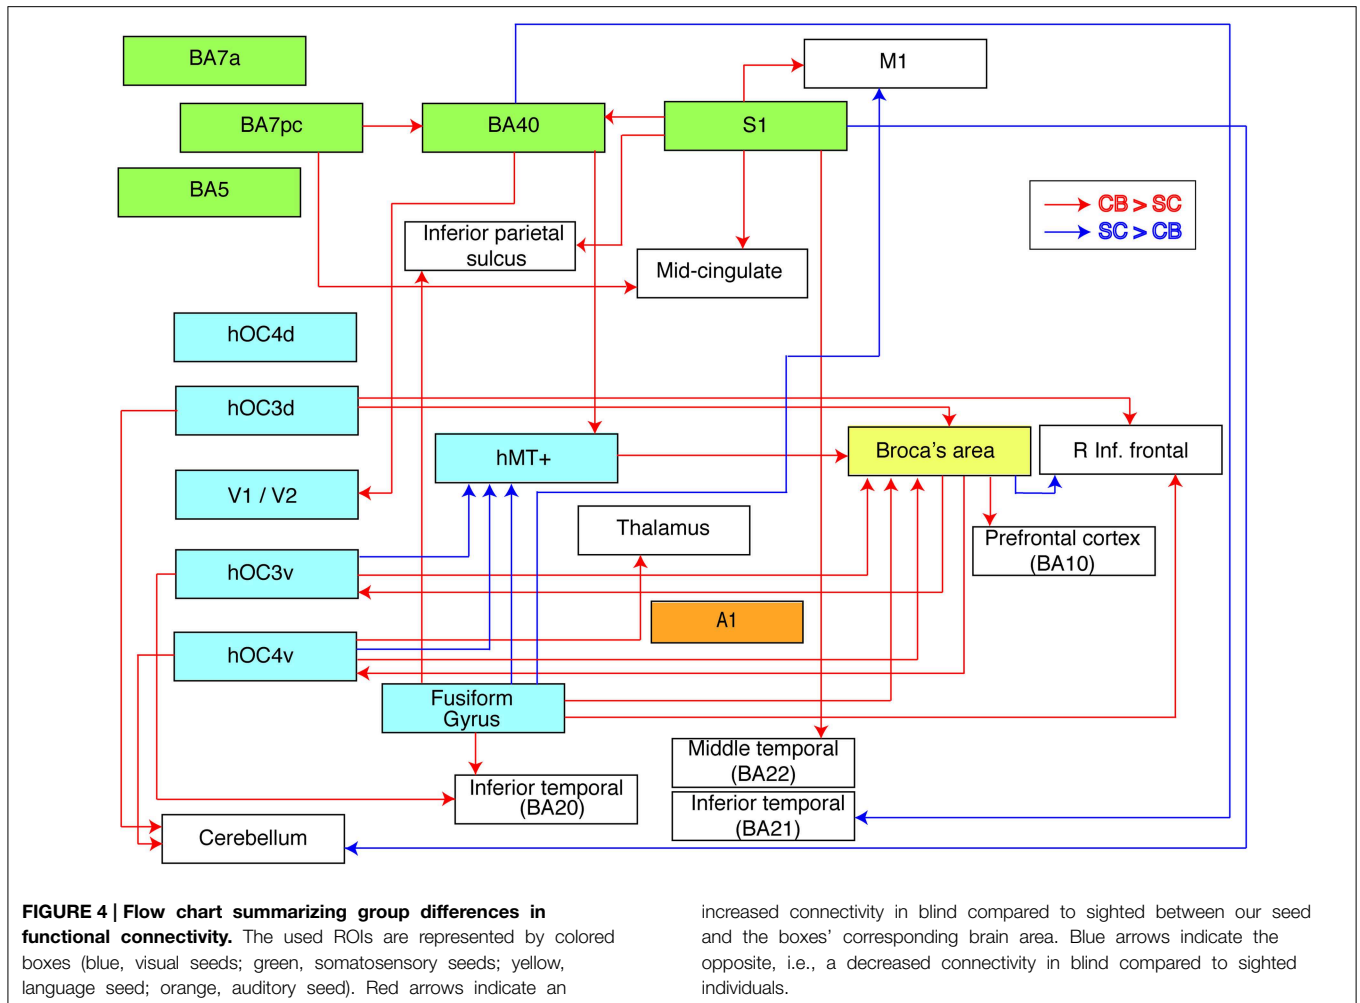 BA7a
M1
BA7pc
BA40
S1
BA5
CB > SC
SC > CB
Inferior parietal
sulcus
Mid-cingulate
hOC4d
hOC3d
hMT+
Broca's area
R Inf. frontal
V1 / V2
Thalamus
Prefrontal cortex
(BA10)
hOC3v
A1
hOC4v
Fusiform
Gyrus
Middle temporal
(BA22)
Inferior temporal
(BA20)
Inferior temporal
(BA21)
Cerebellum
FIGURE 4 | Flow chart summarizing group differences in
functional connectivity. The used ROIs are represented by colored
boxes (blue, visual seeds; green, somatosensory seeds; yellow,
language seed; orange, auditory seed). Red arrows indicate an
increased connectivity in blind compared to sighted between our seed
and the boxes' corresponding brain area. Blue arrows indicate the
opposite, i.e., a decreased connectivity in blind compared to sighted
individuals.